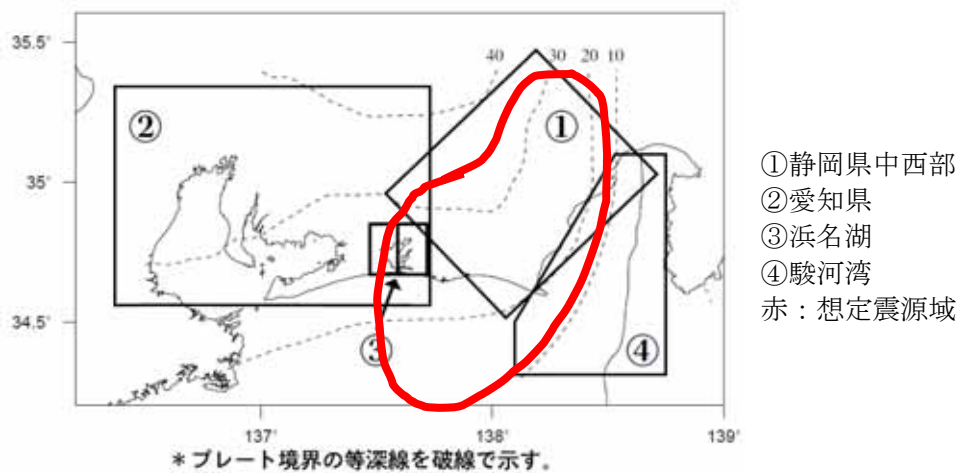 35.5°
40 30 20 10
①
②
35°
34.5°
③
④
137° 138° 139°
*プレート境界の等深線を破線で示す。
①静岡県中西部
②愛知県
③浜名湖
④駿河湾
赤:想定震源域